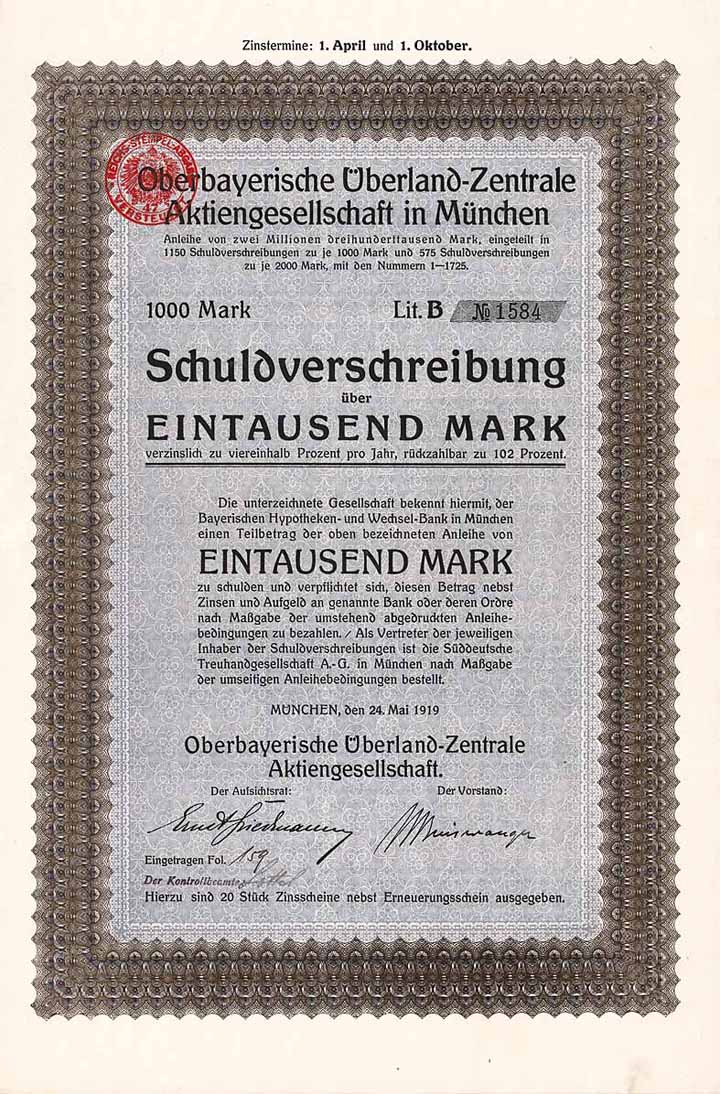 Zinstermine: 1. April und 1. Oktober.
REICHS-STEMPEL-ABGABE
VERSTEUERT
Oberbayerische Überland-Zentrale
Aktiengesellschaft in München
Anleihe von zwei Millionen dreihunderttausend Mark, eingeteilt in
1150 Schuldverschreibungen zu je 1000 Mark und 575 Schuldverschreibungen
zu je 2000 Mark, mit den Nummern 1—1725.
1000 Mark Lit. B № 1584
Schuldverschreibung
über
EINTAUSEND MARK
verzinslich zu viereinhalb Prozent pro Jahr, rückzahlbar zu 102 Prozent.
Die unterzeichnete Gesellschaft bekennt hiermit, der
Bayerischen Hypotheken- und Wechsel-Bank in München
einen Teilbetrag der oben bezeichneten Anleihe von
EINTAUSEND MARK
zu schulden und verpflichtet sich, diesen Betrag nebst
Zinsen und Aufgeld an genannte Bank oder deren Ordre
nach Maßgabe der umstehend abgedruckten Anleihe-
bedingungen zu bezahlen. / Als Vertreter der jeweiligen
Inhaber der Schuldverschreibungen ist die Süddeutsche
Treuhandgesellschaft A.-G. in München nach Maßgabe
der umseitigen Anleihebedingungen bestellt.
MÜNCHEN, den 24. Mai 1919
Oberbayerische Überland-Zentrale
Aktiengesellschaft.
Der Aufsichtsrat: Der Vorstand:
Eingetragen Fol. 159
Der Kontrollbeamte
Hierzu sind 20 Stück Zinsscheine nebst Erneuerungsschein ausgegeben.